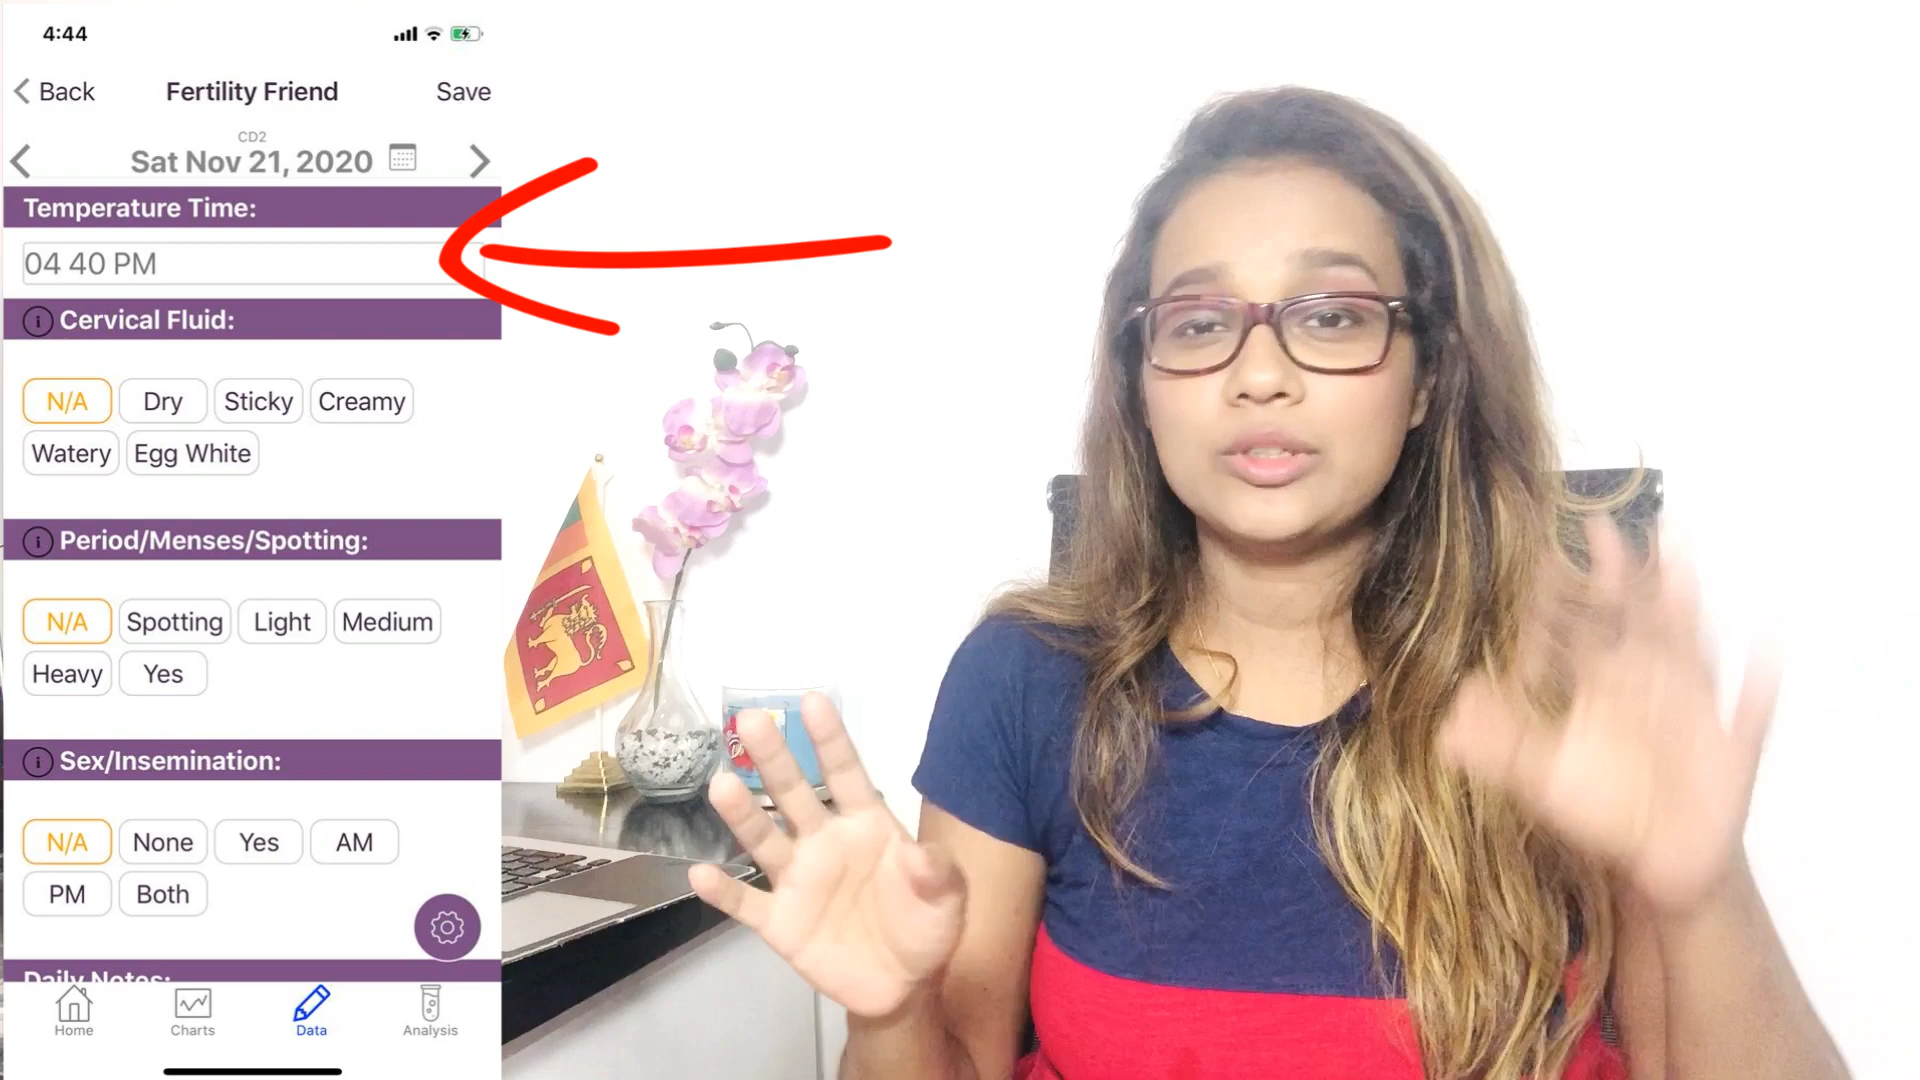 4:44
Back Fertility Friend Save
CD2
Sat Nov 21, 2020
Temperature Time:
04 40 PM
Cervical Fluid:
N/A Dry Sticky Creamy
Watery Egg White
Period/Menses/Spotting:
N/A Spotting Light Medium
Heavy Yes
Sex/Insemination:
N/A None Yes AM
PM Both
Daily Notes:
Home Charts Data Analysis